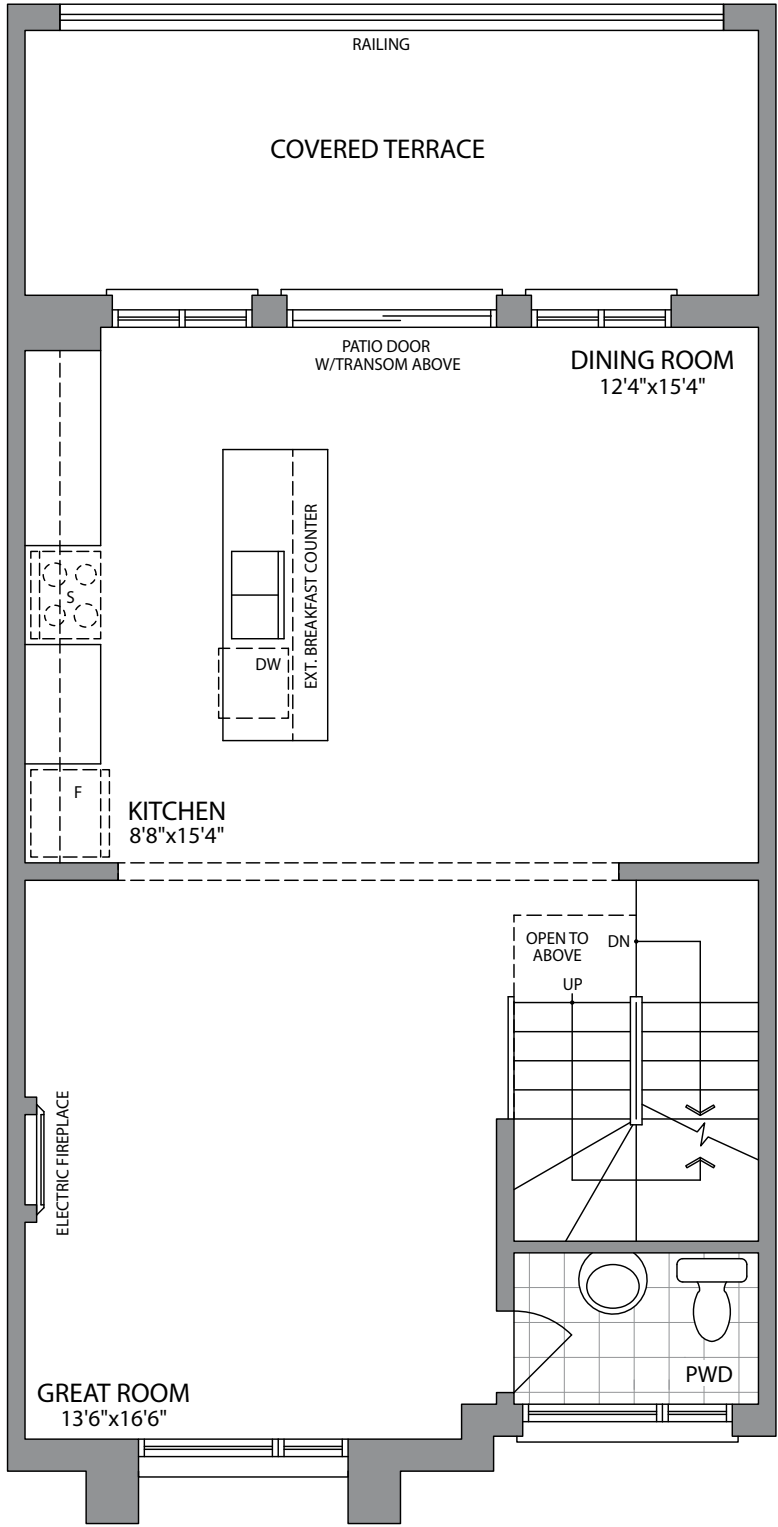 RAILING
COVERED TERRACE
PATIO DOOR
W/TRANSOM ABOVE
DINING ROOM
12'4"x15'4"
EXT. BREAKFAST COUNTER
S
DW
F
KITCHEN
8'8"x15'4"
OPEN TO
ABOVE
DN
UP
ELECTRIC FIREPLACE
PWD
GREAT ROOM
13'6"x16'6"